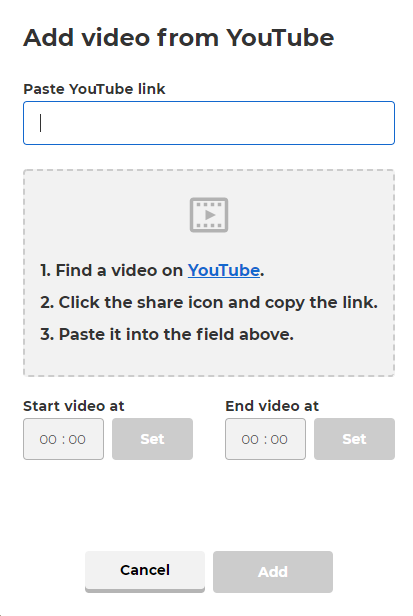 Add video from YouTube
Paste YouTube link
1. Find a video on YouTube.
2. Click the share icon and copy the link.
3. Paste it into the field above.
Start video at
End video at
00 : 00
Set
00 : 00
Set
Cancel
Add